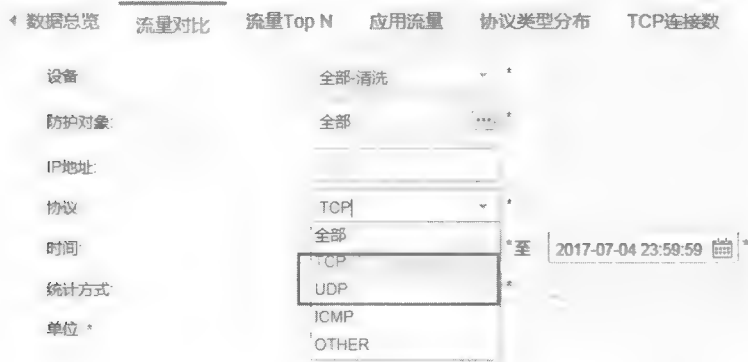 数据总览 流量对比 流量Top N 应用流量 协议类型分布 TCP连接数
设备 全部-清洗 *
防护对象: 全部 ... *
IP地址:
协议 TCP *
全部
时间: * 至 2017-07-04 23:59:59 *
TCP
统计方式: UDP *
ICMP
单位 *
OTHER